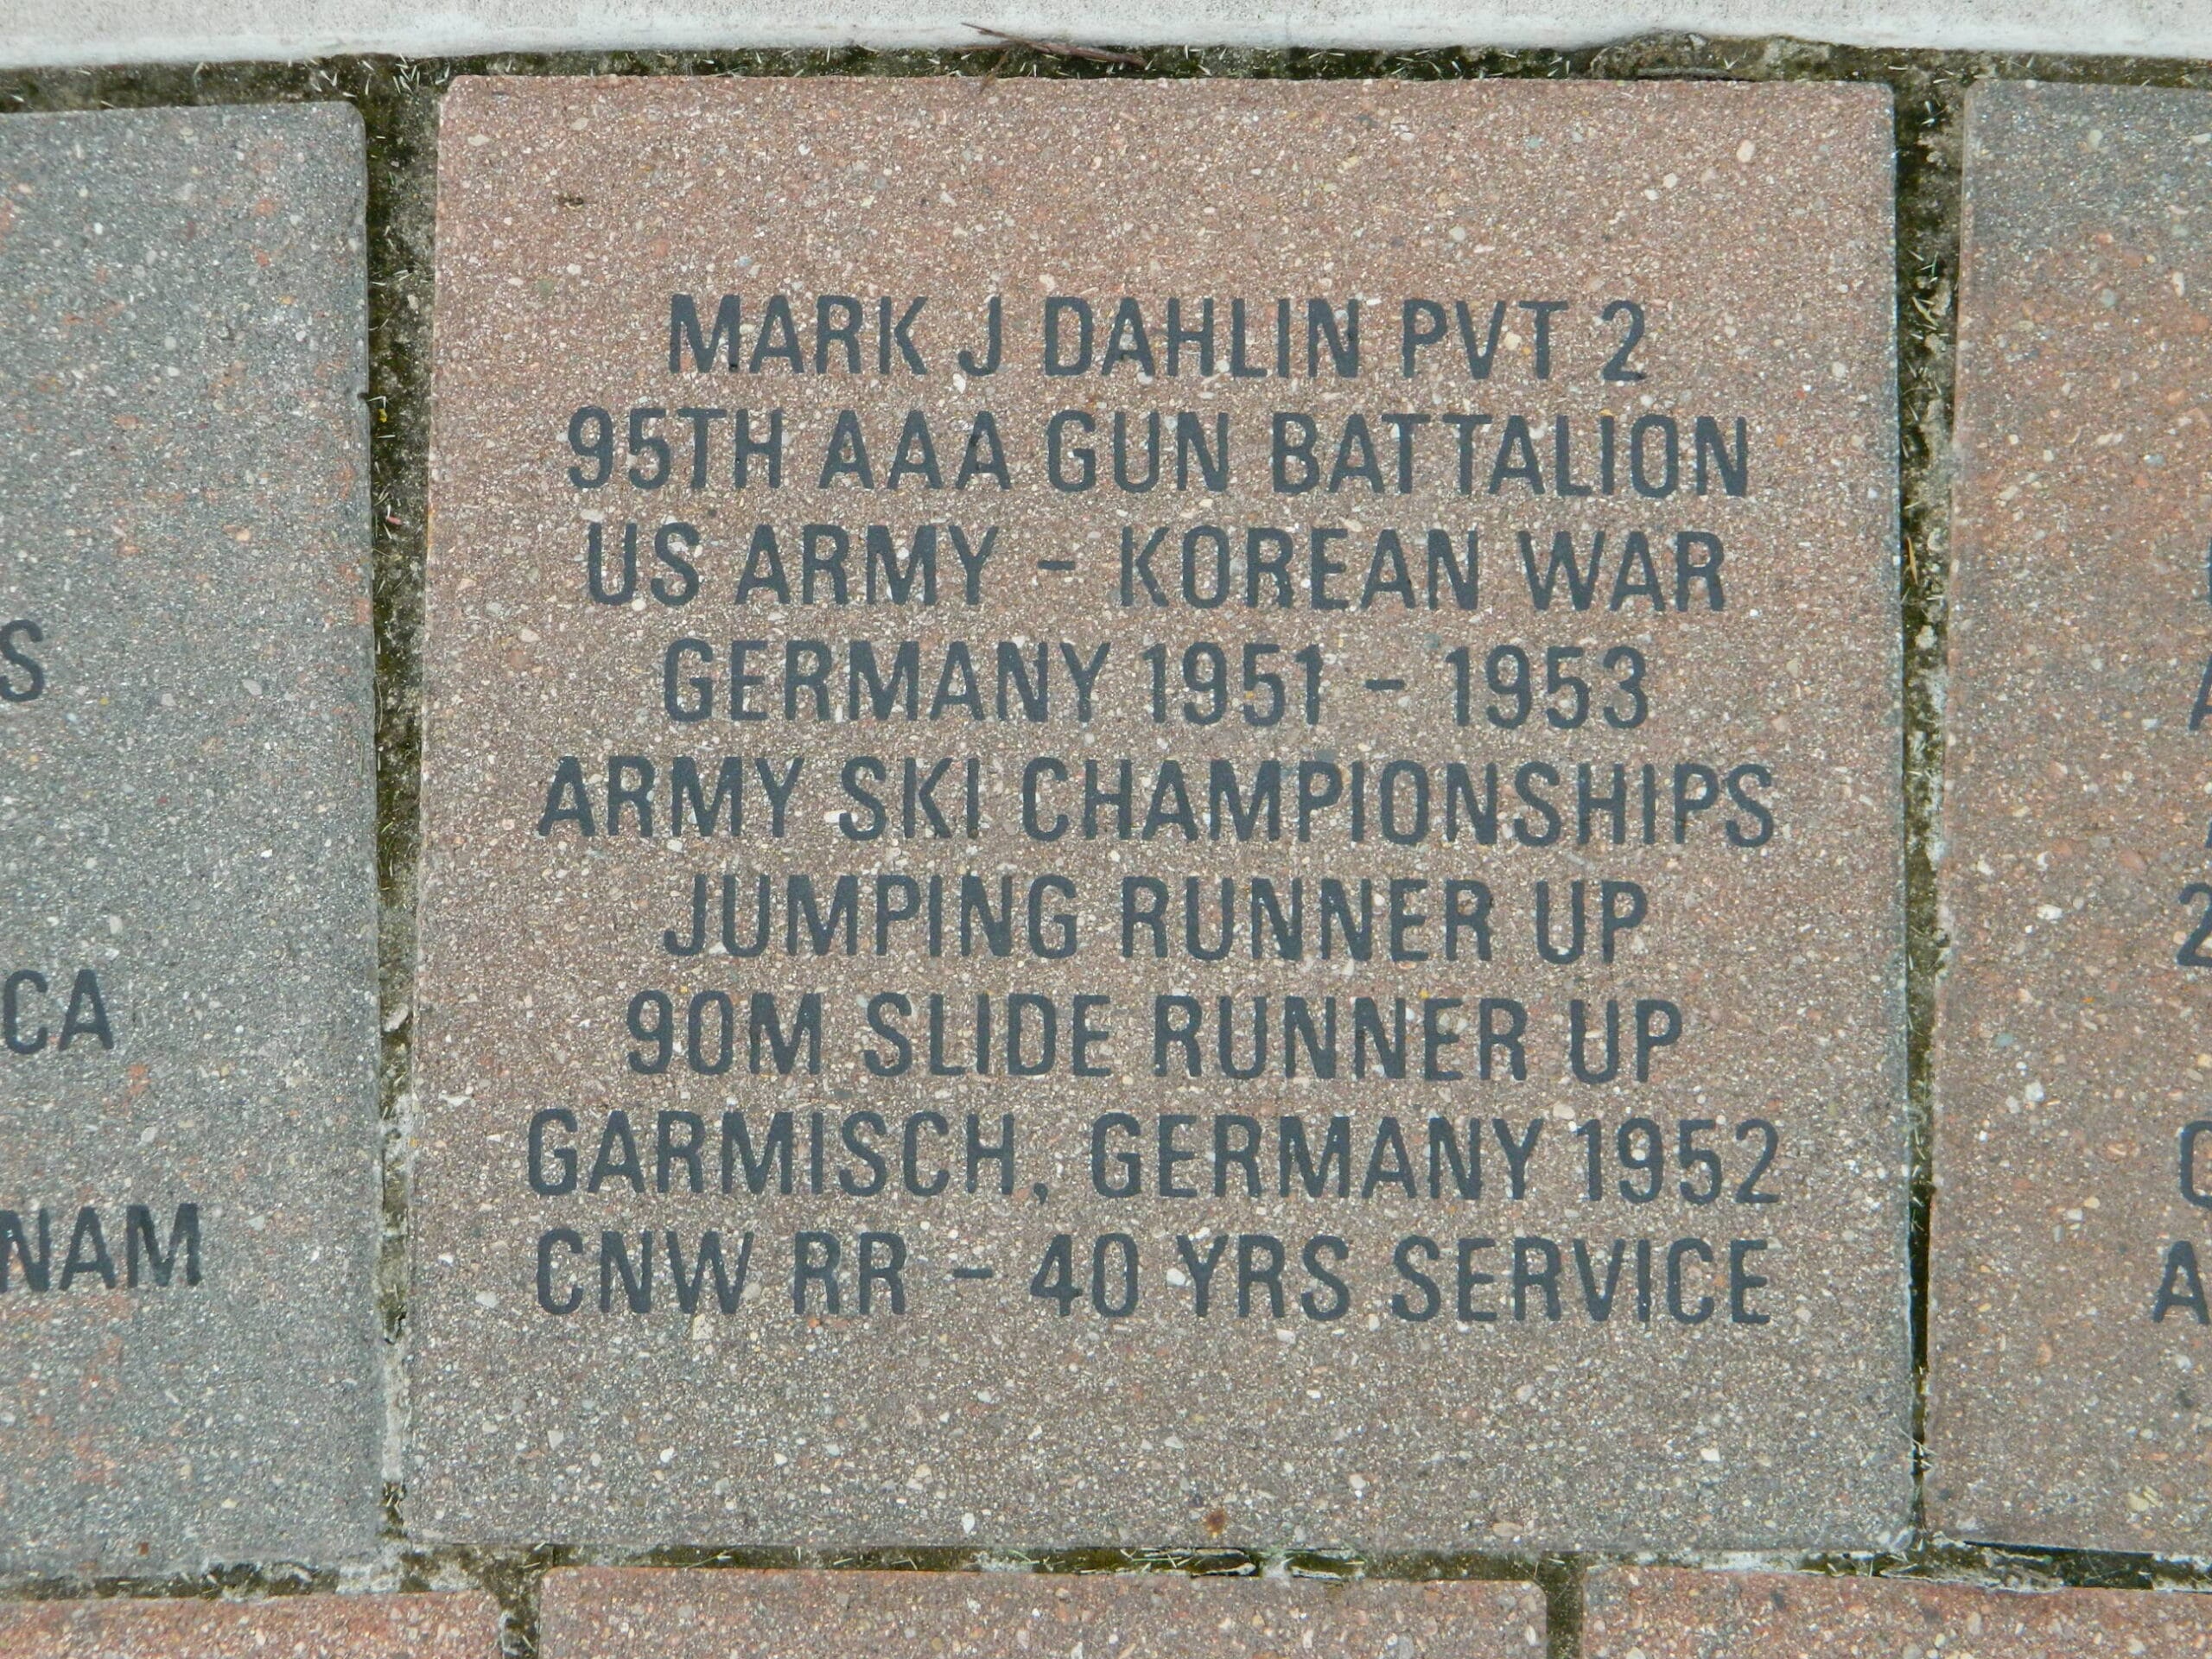 MARK J DAHLIN PVT 2
95TH AAA GUN BATTALION
US ARMY - KOREAN WAR
GERMANY 1951 - 1953
ARMY SKI CHAMPIONSHIPS
JUMPING RUNNER UP
90M SLIDE RUNNER UP
GARMISCH, GERMANY 1952
CNW RR - 40 YRS SERVICE